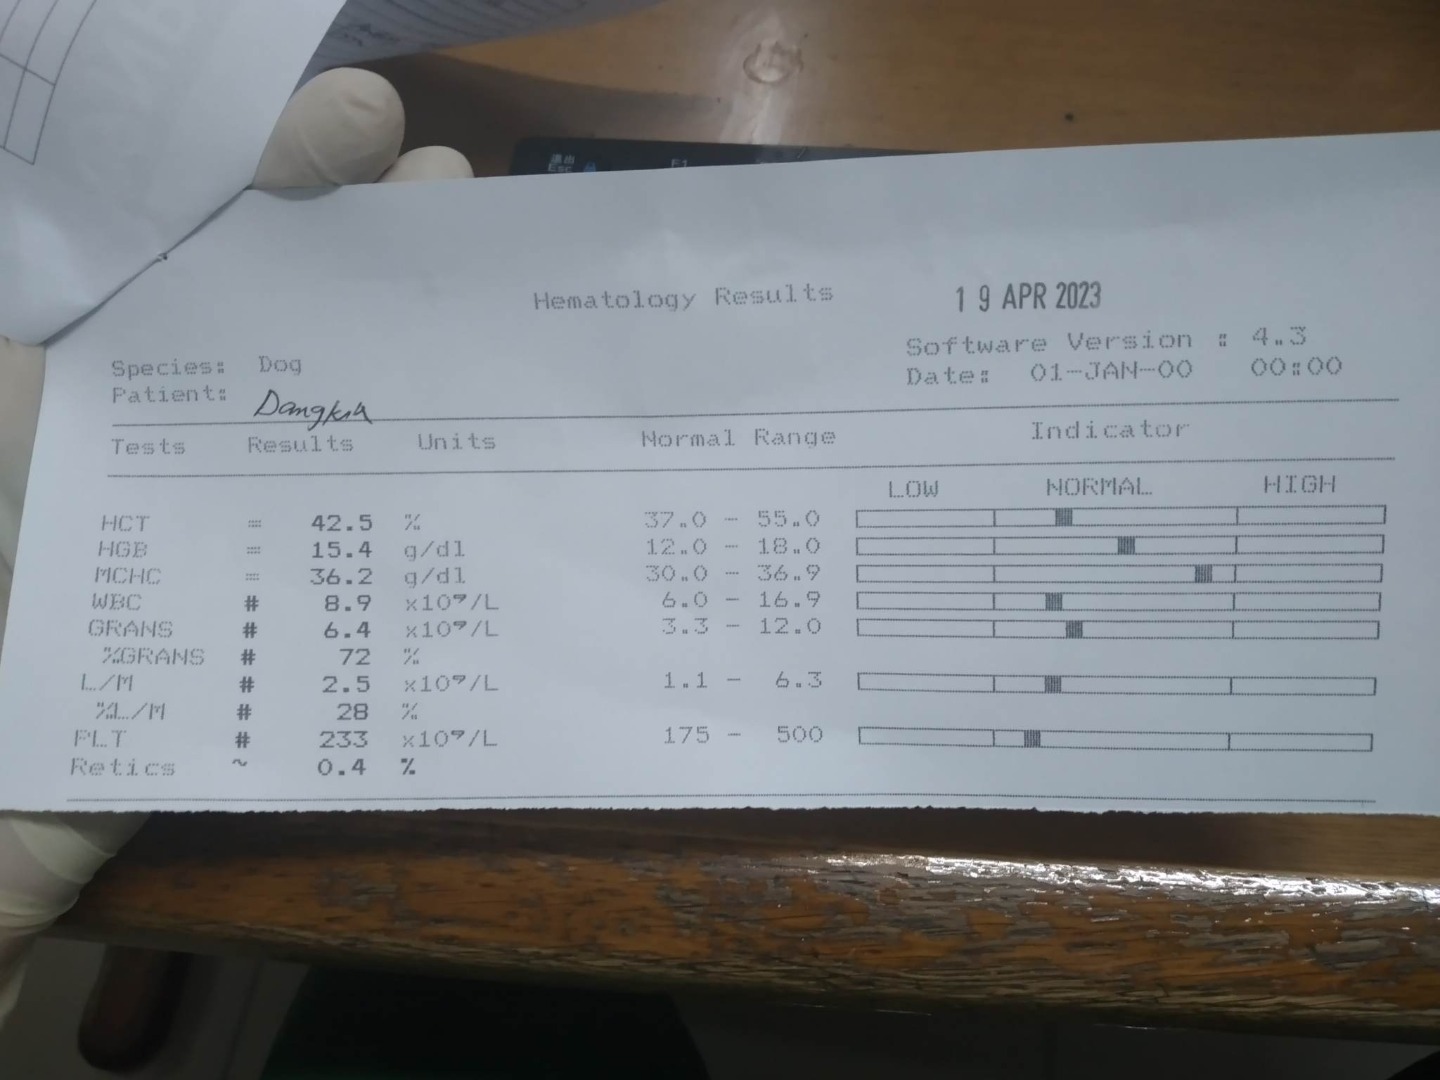 退出
Esc
F1
Hematology Results
19 APR 2023
Software Version : 4.3
Species: Dog
Date: 01-JAN-00 00:00
Patient:
Tests Results Units Normal Range Indicator
LOW NORMAL HIGH
HCT = 42.5 % 37.0 - 55.0
HGB = 15.4 g/dl 12.0 - 18.0
MCHC = 36.2 g/dl 30.0 - 36.9
WBC # 8.9 x10⁹/L 6.0 - 16.9
GRANS # 6.4 x10⁹/L 3.3 - 12.0
%GRANS # 72 %
L/M # 2.5 x10⁹/L 1.1 - 6.3
%L/M # 28 %
PLT # 233 x10⁹/L 175 - 500
Retics ~ 0.4 %